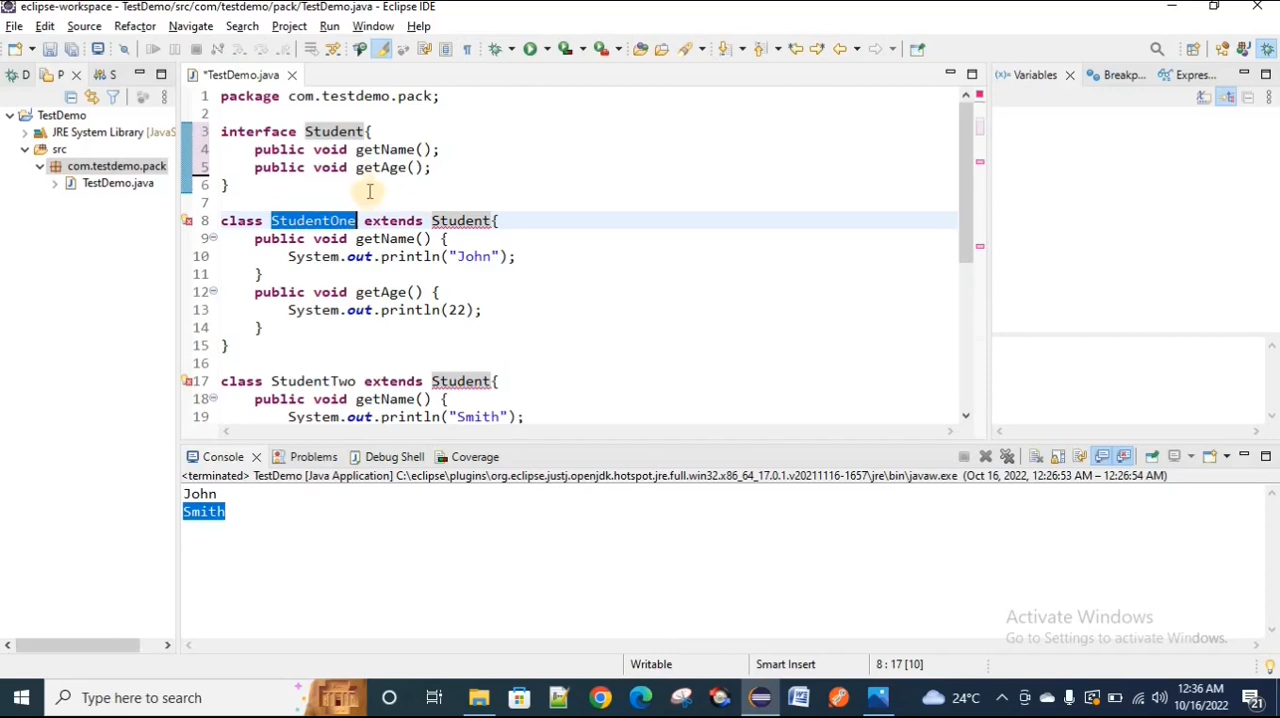 eclipse-workspace - TestDemo/src/com/testdemo/pack/TestDemo.java - Eclipse IDE
File Edit Source Refactor Navigate Search Project Run Window Help
D P S
*TestDemo.java
(x)= Variables Breakp... Expres...
TestDemo
JRE System Library [JavaS
src
com.testdemo.pack
TestDemo.java
1 package com.testdemo.pack;
2
3 interface Student{
4 public void getName();
5 public void getAge();
6 }
7
8 class StudentOne extends Student{
9 public void getName() {
10 System.out.println("John");
11 }
12 public void getAge() {
13 System.out.println(22);
14 }
15 }
16
17 class StudentTwo extends Student{
18 public void getName() {
19 System.out.println("Smith");
Console Problems Debug Shell Coverage
<terminated> TestDemo [Java Application] C:\eclipse\plugins\org.eclipse.justj.openjdk.hotspot.jre.full.win32.x86_64_17.0.1.v20211116-1657\jre\bin\javaw.exe (Oct 16, 2022, 12:26:53 AM – 12:26:54 AM)
John
Smith
Activate Windows
Go to Settings to activate Windows.
Writable Smart Insert 8 : 17 [10]
Type here to search
24°C
12:36 AM
10/16/2022
21